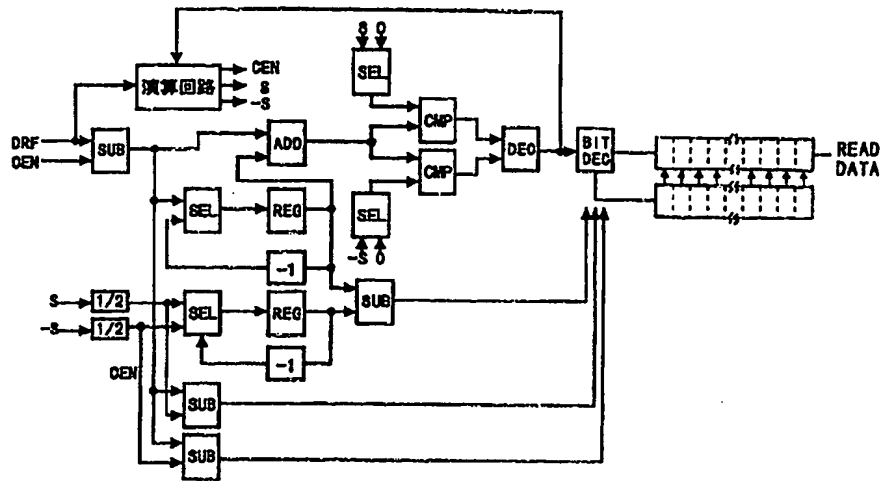 S O
SEL
演算回路
CEN
S
-S
DRF
CEN
SUB
ADD
CMP
CMP
DEC
BIT
DEC
READ
DATA
SEL
REG
SEL
-S O
-1
SUB
S
1/2
-S
1/2
SEL
REG
-1
CEN
SUB
SUB